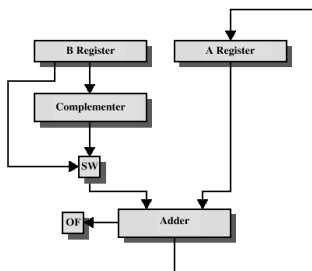 B Register
A Register
Complementer
SW
OF
Adder